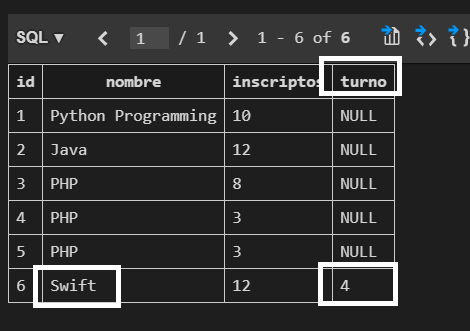 SQL ▼ < 1 / 1 > 1 - 6 of 6
id nombre inscriptos turno
1 Python Programming 10 NULL
2 Java 12 NULL
3 PHP 8 NULL
4 PHP 3 NULL
5 PHP 3 NULL
6 Swift 12 4